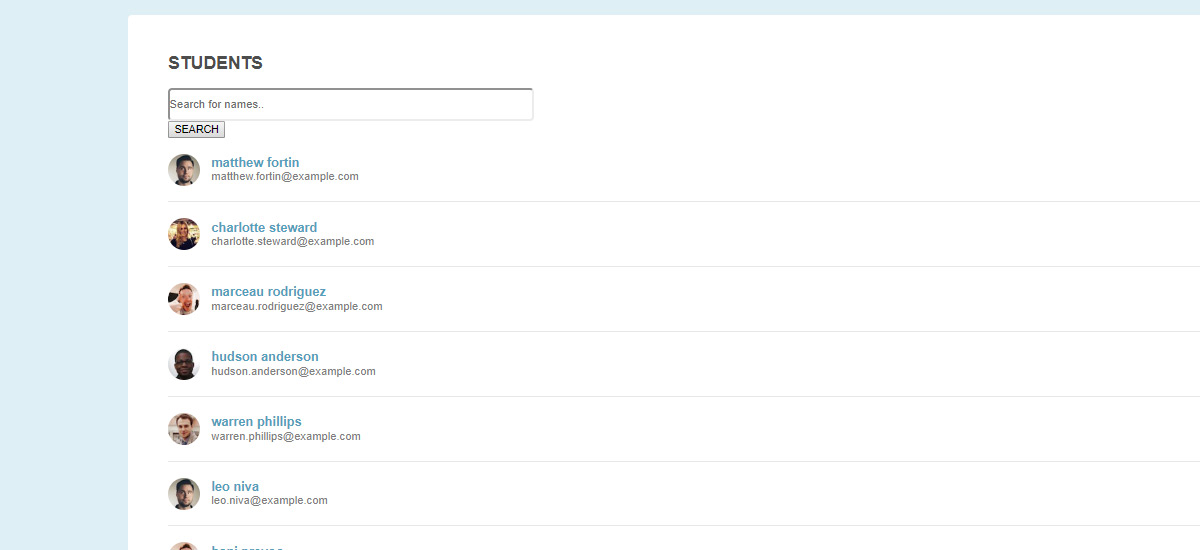 STUDENTS
Search for names..
SEARCH
matthew fortin
matthew.fortin@example.com
charlotte steward
charlotte.steward@example.com
marceau rodriguez
marceau.rodriguez@example.com
hudson anderson
hudson.anderson@example.com
warren phillips
warren.phillips@example.com
leo niva
leo.niva@example.com